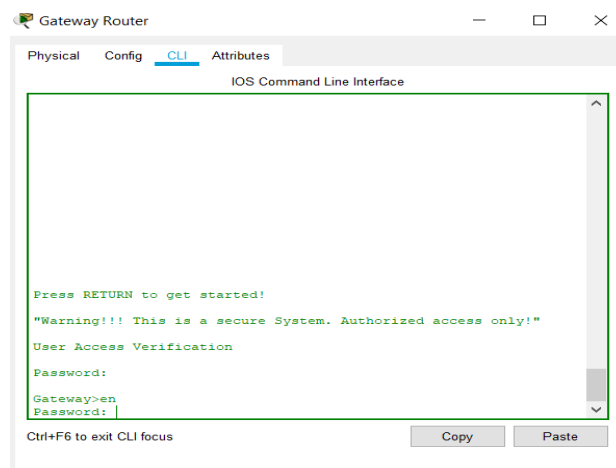 Gateway Router
Physical Config CLI Attributes
IOS Command Line Interface
Press RETURN to get started!
"Warning!!! This is a secure System. Authorized access only!"
User Access Verification
Password:
Gateway>en
Password:
Ctrl+F6 to exit CLI focus
Copy Paste